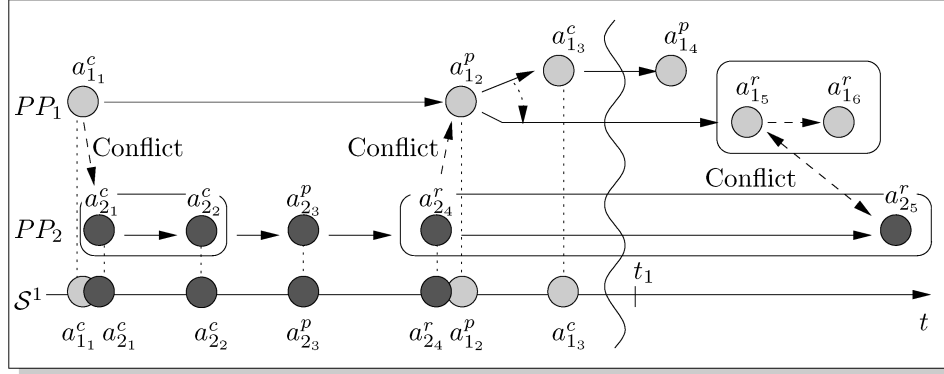 a^c_{1_3} a^p_{1_4}
a^c_{1_1} a^p_{1_2}
a^r_{1_5} a^r_{1_6}
PP_1
Conflict Conflict
Conflict
a^c_{2_1} a^c_{2_2} a^p_{2_3} a^r_{2_4} a^r_{2_5}
PP_2
t_1
S^1
t
a^c_{1_1} a^c_{2_1} a^c_{2_2} a^p_{2_3} a^r_{2_4} a^p_{1_2} a^c_{1_3}